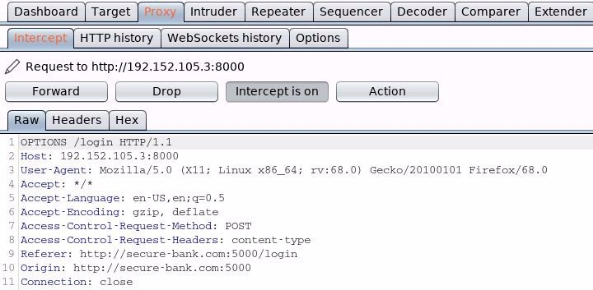 Dashboard Target Proxy Intruder Repeater Sequencer Decoder Comparer Extender
Intercept HTTP history WebSockets history Options
Request to http://192.152.105.3:8000
Forward Drop Intercept is on Action
Raw Headers Hex
1 OPTIONS /login HTTP/1.1
2 Host: 192.152.105.3:8000
3 User-Agent: Mozilla/5.0 (X11; Linux x86_64; rv:68.0) Gecko/20100101 Firefox/68.0
4 Accept: */*
5 Accept-Language: en-US,en;q=0.5
6 Accept-Encoding: gzip, deflate
7 Access-Control-Request-Method: POST
8 Access-Control-Request-Headers: content-type
9 Referer: http://secure-bank.com:5000/login
10 Origin: http://secure-bank.com:5000
11 Connection: close